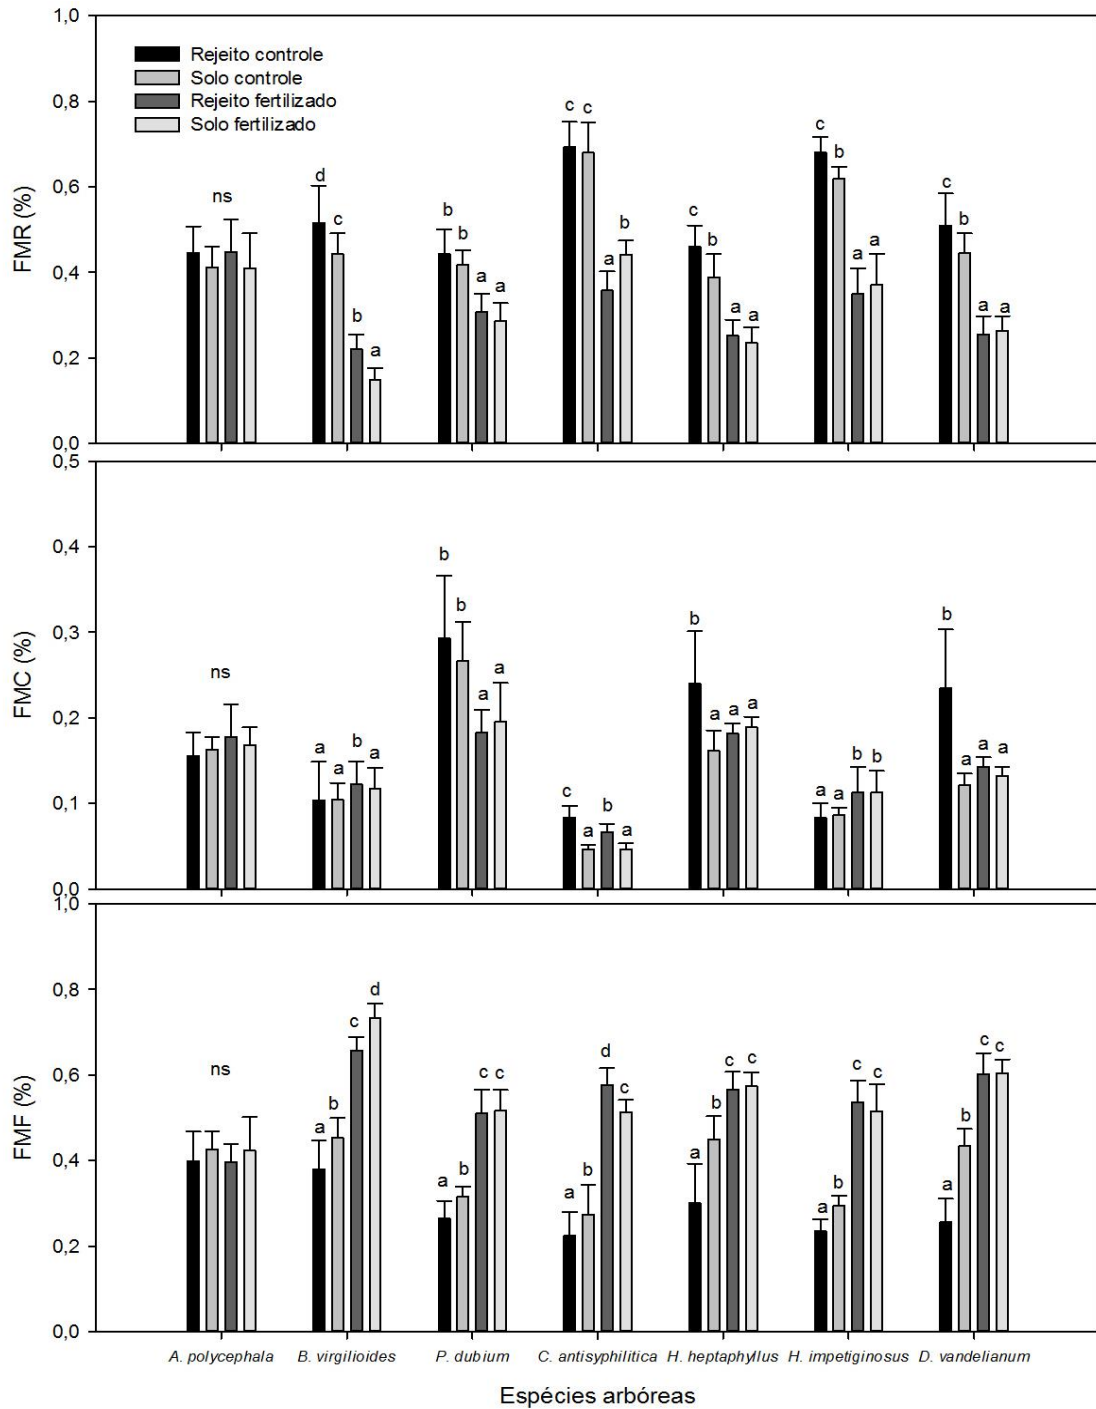 1,0
Rejeito controle
Solo controle
Rejeito fertilizado
Solo fertilizado
0,8
0,6
0,4
0,2
0,0
FMR (%)
ns
d c b a
b b a a
c c a b
c b a a
c b a a
c b a a
0,5
0,4
0,3
0,2
0,1
0,0
FMC (%)
ns
a a b a
b b a a
c a b a
b a a a
a a b b
b a a a
1,0
0,8
0,6
0,4
0,2
0,0
FMF (%)
ns
a b c d
a b c c
a b d c
a b c c
a b c c
a b c c
A. polycephala B. virgilioides P. dubium C. antisyphilitica H. heptaphyllus H. impetiginosus D. vandelianum
Espécies arbóreas